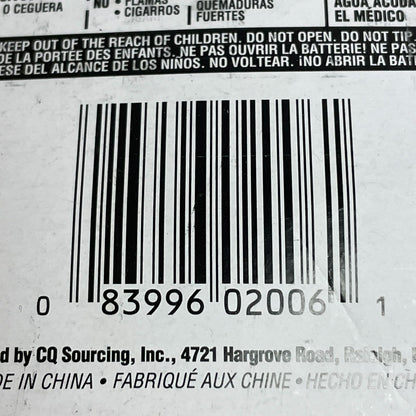 O CEGUERA
NO • FLAMAS
• CIGARROS
QUEMADURAS
FUERTES
AGUA ACUDA
EL MÉDICO
KEEP OUT OF THE REACH OF CHILDREN. DO NOT OPEN. DO NOT TIP.
DE LA PORTÉE DES ENFANTS. NE PAS OUVRIR LA BATTERIE! NE PAS
DEL ALCANCE DE LOS NIÑOS. NO VOLTEAR. ¡NO ABRIR LA
0 83996 02006 1
d by CQ Sourcing, Inc., 4721 Hargrove Road, Raleigh,
DE IN CHINA • FABRIQUÉ AUX CHINE • HECHO EN CH